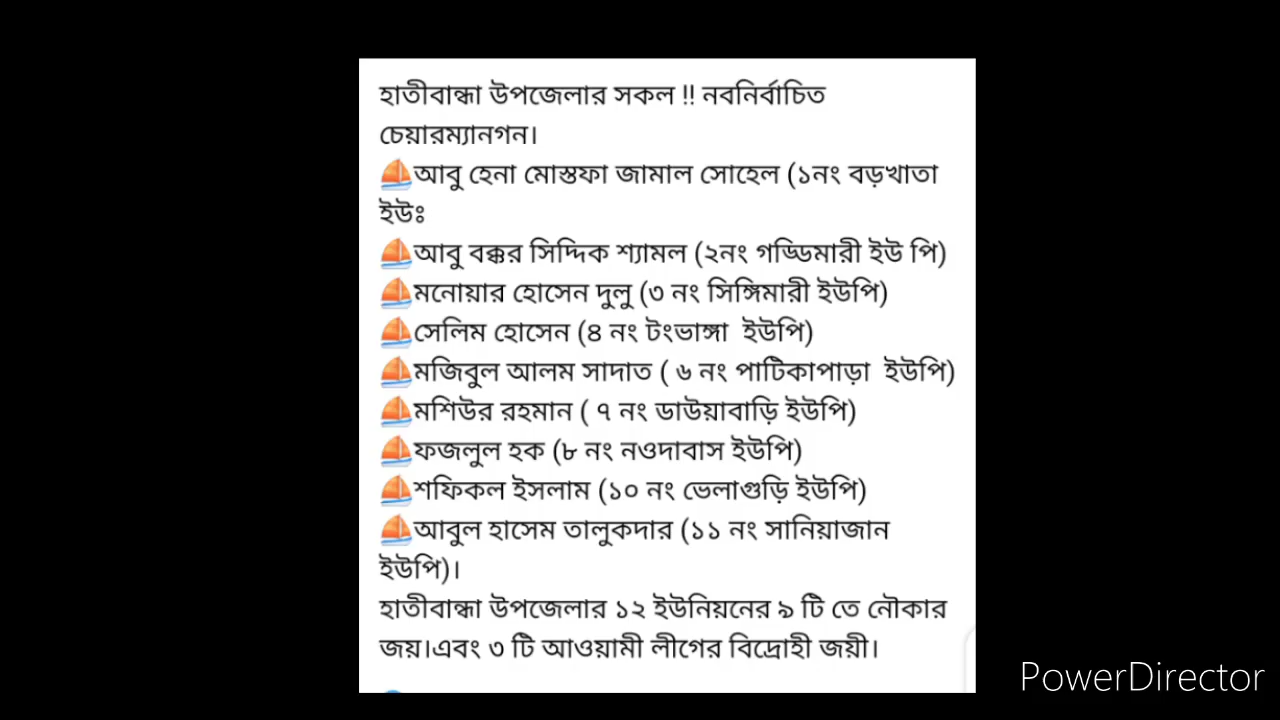 হাতীবান্ধা উপজেলার সকল !! নবনির্বাচিত
চেয়ারম্যানগন।
⛵আবু হেনা মোস্তফা জামাল সোহেল (১নং বড়খাতা
ইউঃ
⛵আবু বক্কর সিদ্দিক শ্যামল (২নং গড্ডিমারী ইউ পি)
⛵মনোয়ার হোসেন দুলু (৩ নং সিঙ্গিমারী ইউপি)
⛵সেলিম হোসেন (৪ নং টংভাঙ্গা ইউপি)
⛵মজিবুল আলম সাদাত ( ৬ নং পাটিকাপাড়া ইউপি)
⛵মশিউর রহমান ( ৭ নং ডাউয়াবাড়ি ইউপি)
⛵ফজলুল হক (৮ নং নওদাবাস ইউপি)
⛵শফিকল ইসলাম (১০ নং ভেলাগুড়ি ইউপি)
⛵আবুল হাসেম তালুকদার (১১ নং সানিয়াজান
ইউপি)।
হাতীবান্ধা উপজেলার ১২ ইউনিয়নের ৯ টি তে নৌকার
জয়।এবং ৩ টি আওয়ামী লীগের বিদ্রোহী জয়ী।
PowerDirector